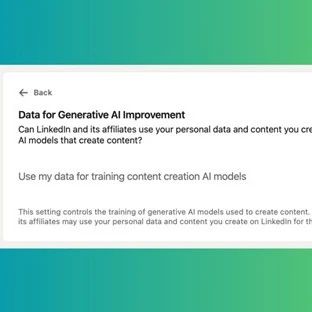 Back
Data for Generative AI Improvement
Can LinkedIn and its affiliates use your personal data and content you cre
AI models that create content?
Use my data for training content creation AI models
This setting controls the training of generative AI models used to create content.
its affiliates may use your personal data and content you create on LinkedIn for th